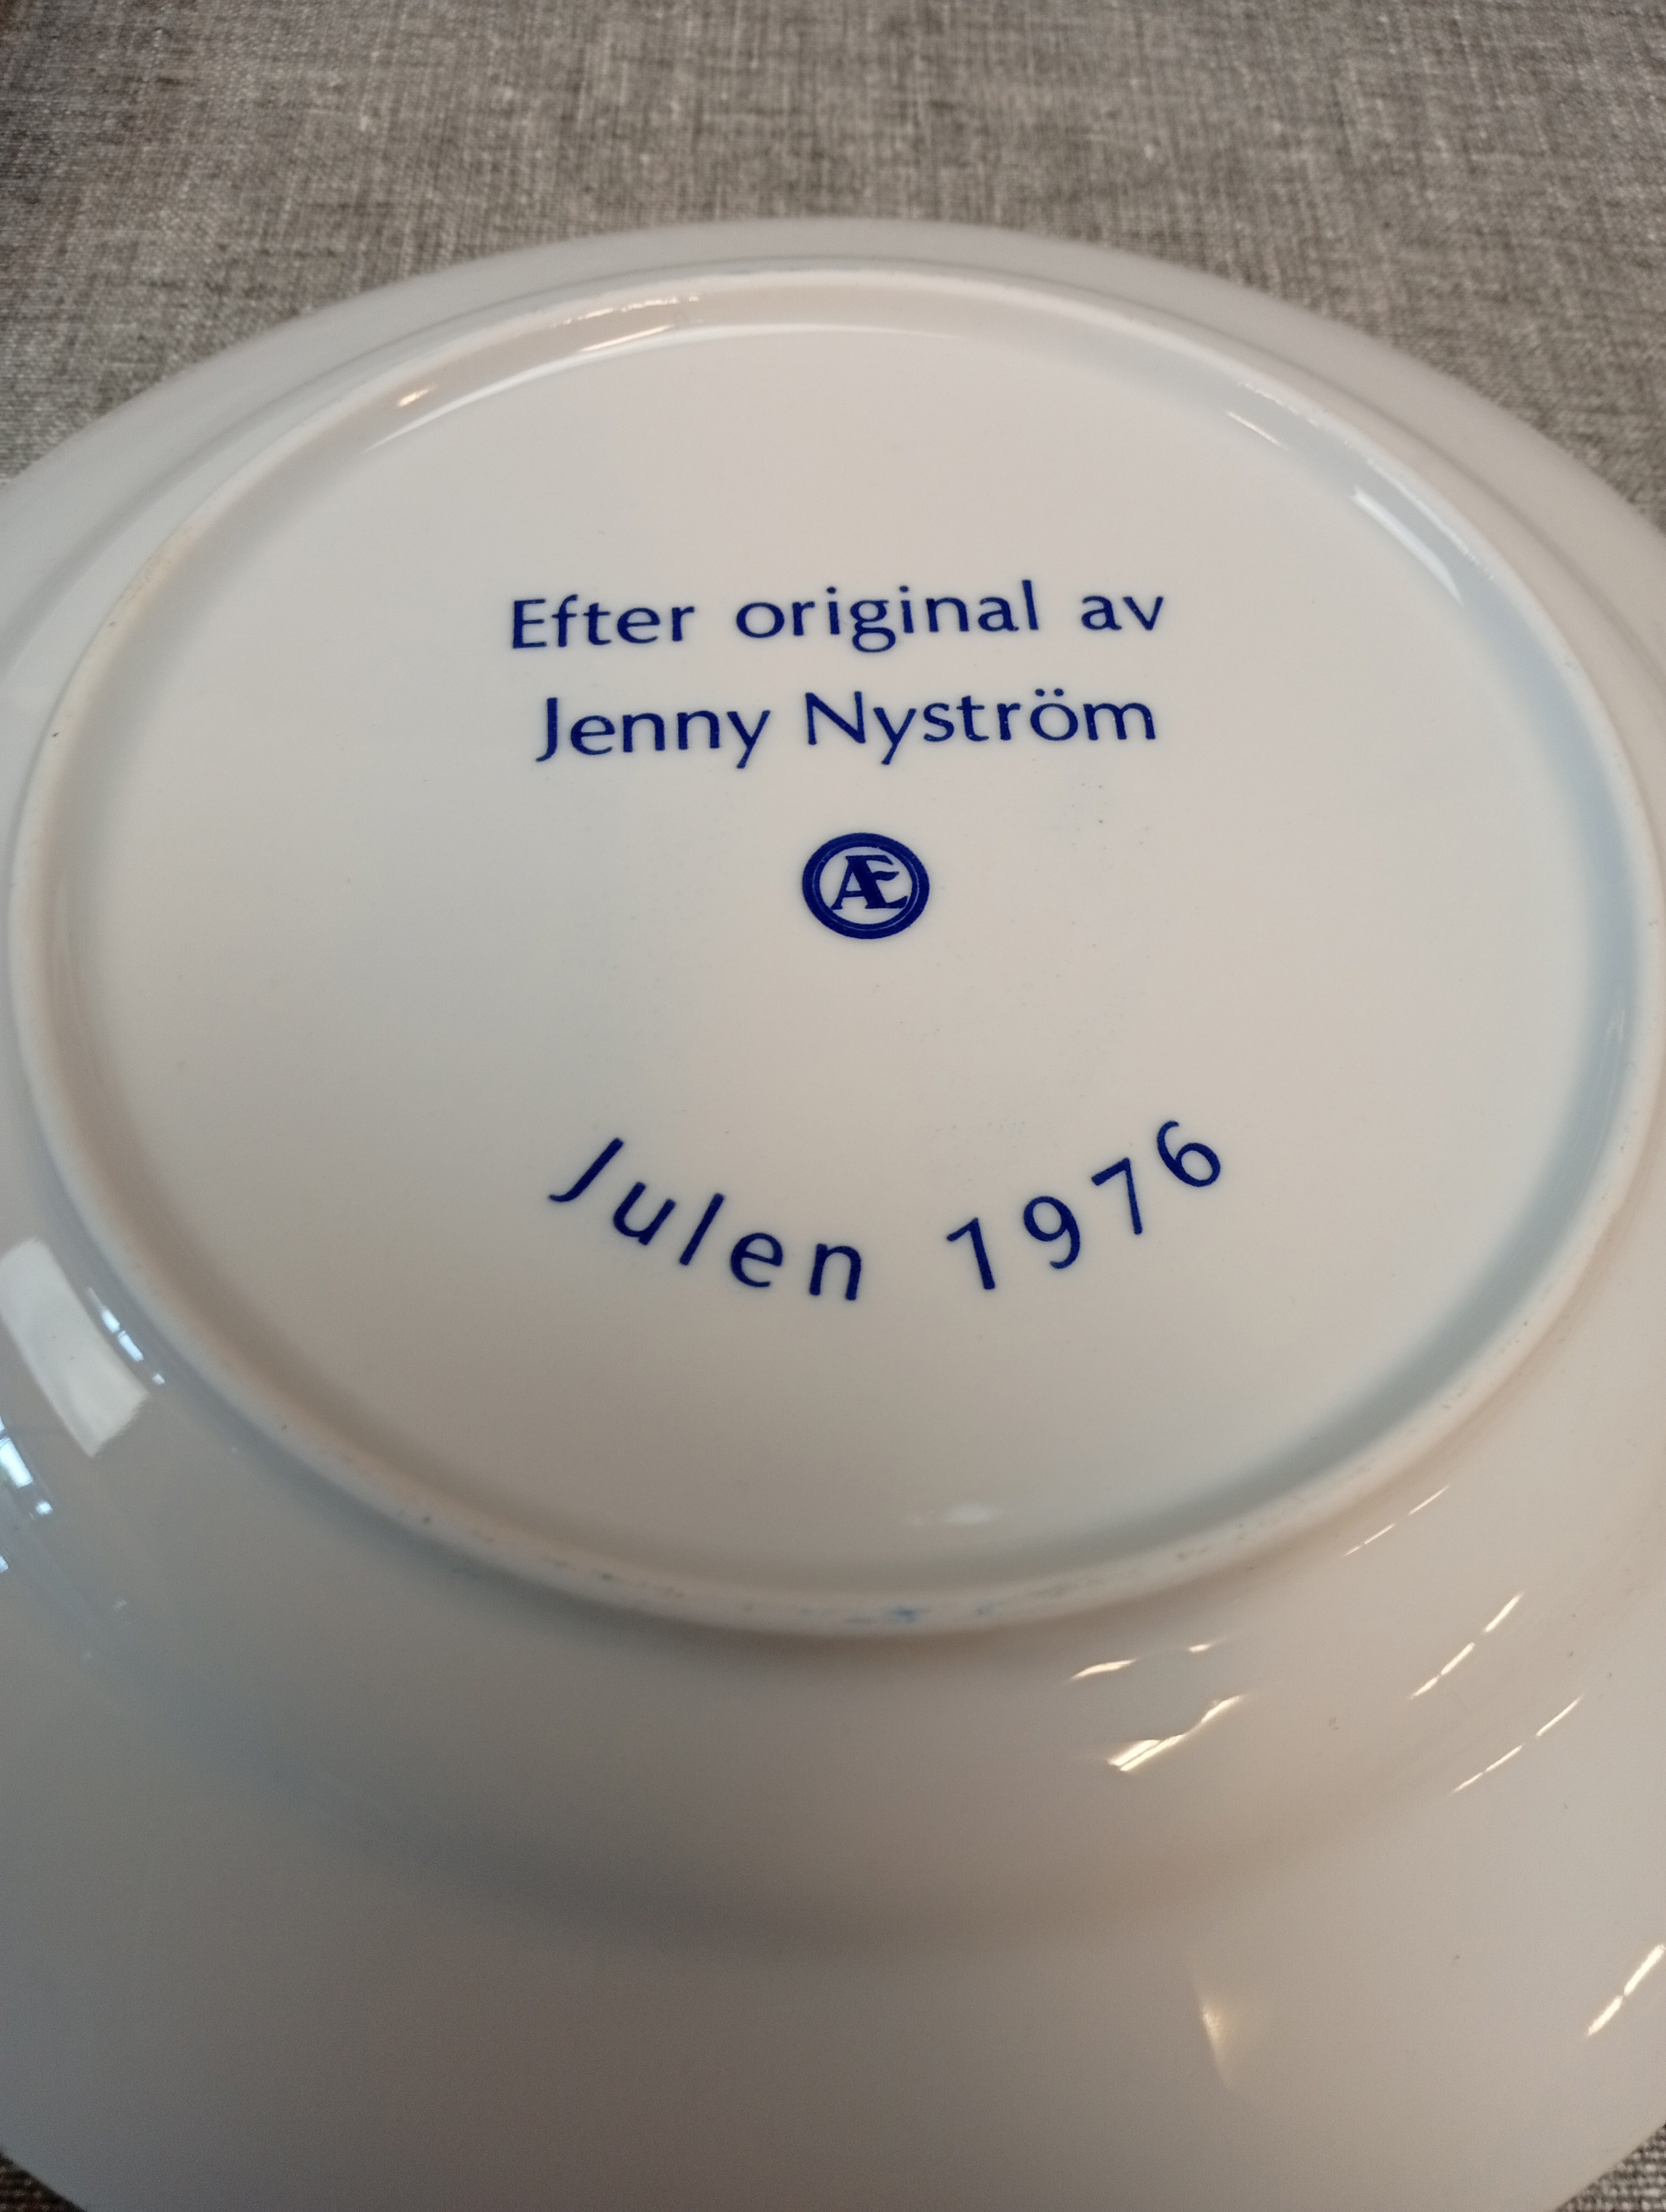 Efter original av
Jenny Nyström
Æ
Julen 1976